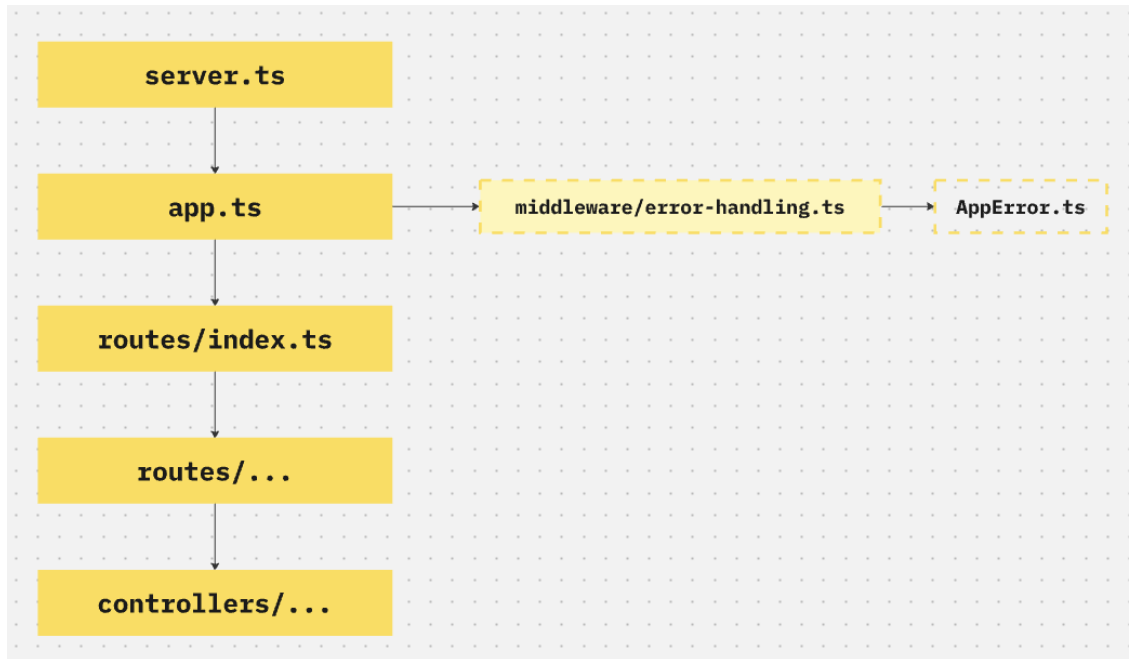 server.ts
app.ts
middleware/error-handling.ts
AppError.ts
routes/index.ts
routes/...
controllers/...